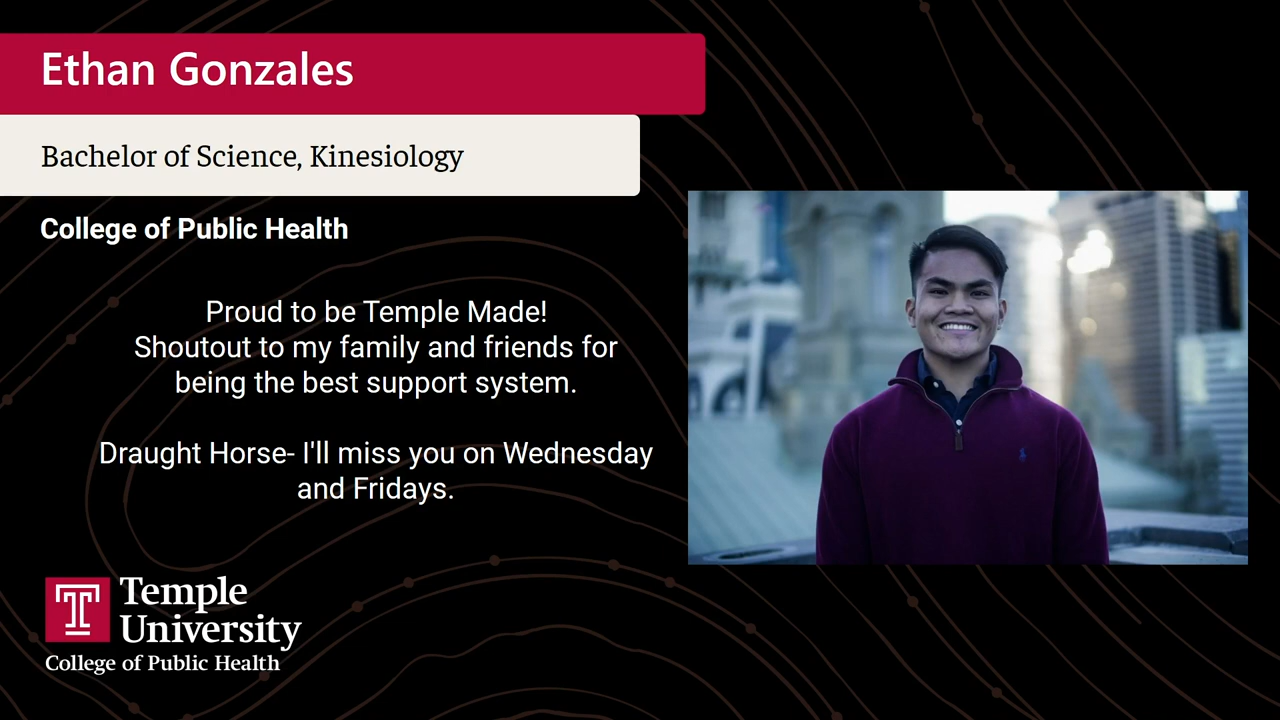 Ethan Gonzales
Bachelor of Science, Kinesiology
College of Public Health
Proud to be Temple Made!
Shoutout to my family and friends for
being the best support system.
Draught Horse- I'll miss you on Wednesday
and Fridays.
T
Temple
University
College of Public Health